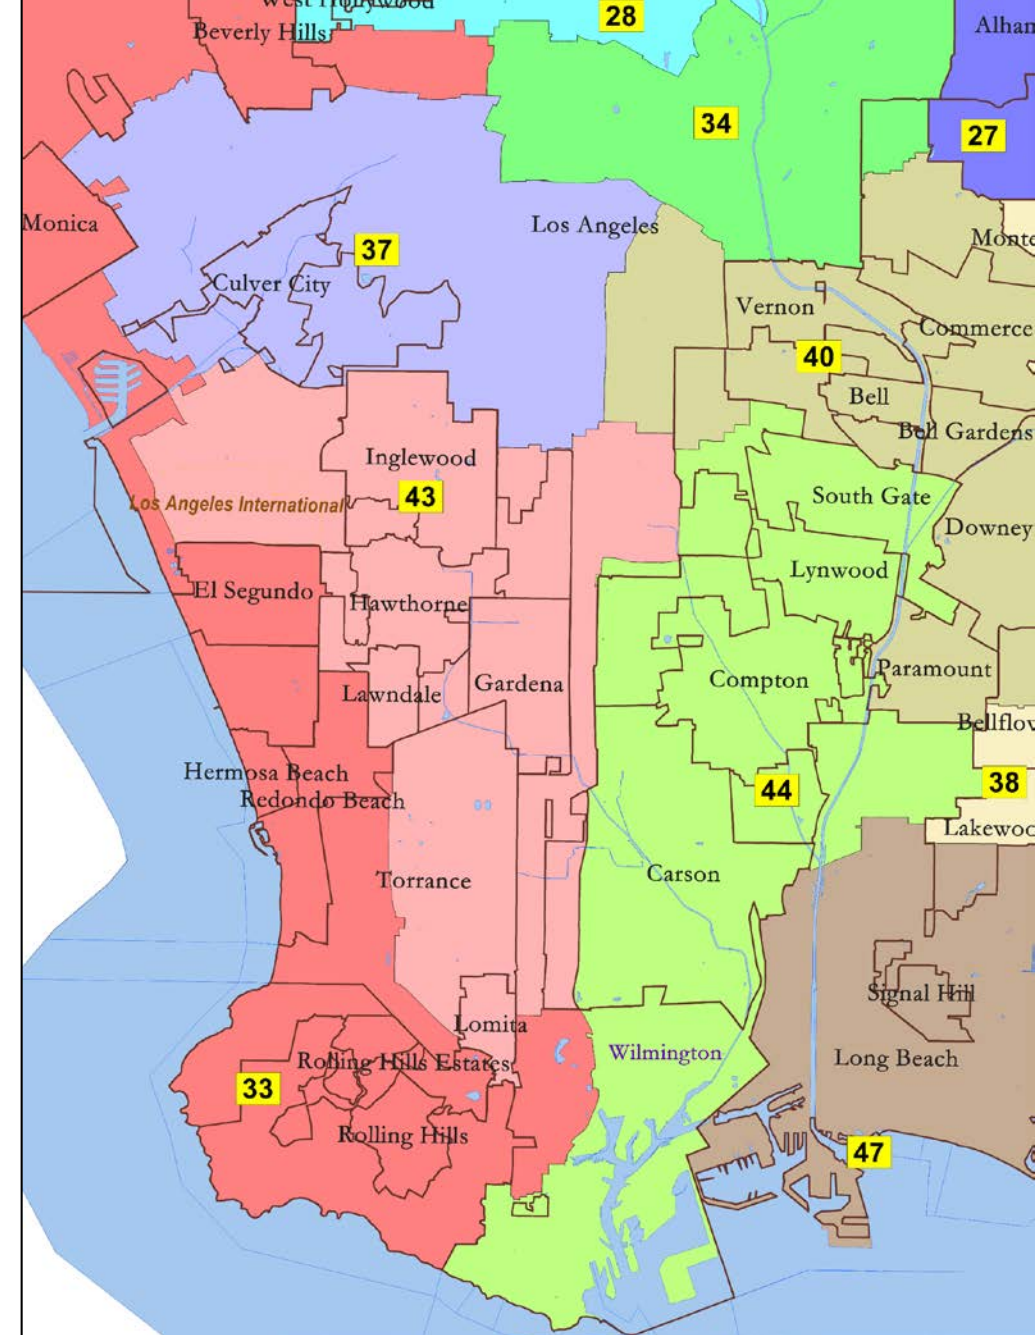 West Hollywood
28
Beverly Hills
Alham
34
27
Monica
Los Angeles
37
Monte
Culver City
Vernon
Commerce
40
Bell
Bell Gardens
Inglewood
43
South Gate
Los Angeles International
Downey
Lynwood
El Segundo
Hawthorne
Paramount
Compton
Gardena
Lawndale
Bellflow
Hermosa Beach
38
44
Redondo Beach
Lakewoo
Carson
Torrance
Signal Hill
Lomita
Wilmington
Long Beach
Rolling Hills Estates
33
Rolling Hills
47